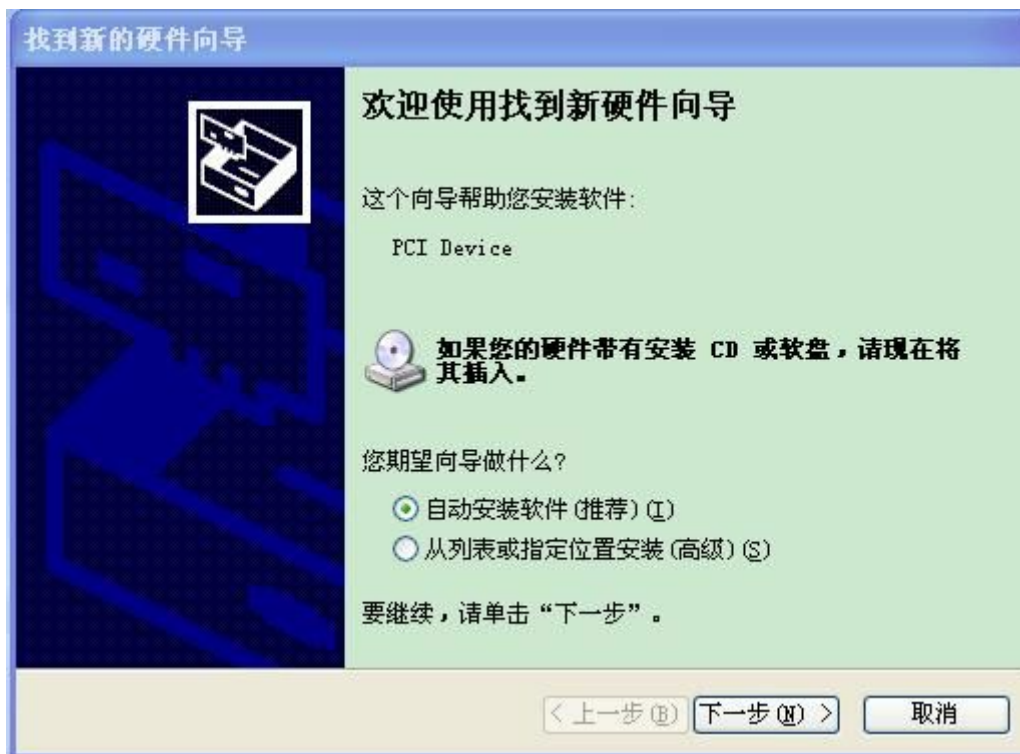 找到新的硬件向导
欢迎使用找到新硬件向导
这个向导帮助您安装软件:
PCI Device
如果您的硬件带有安装 CD 或软盘，请现在将
其插入。
您期望向导做什么?
自动安装软件(推荐)(I)
从列表或指定位置安装(高级)(S)
要继续，请单击“下一步”。
< 上一步(B) 下一步(N) > 取消